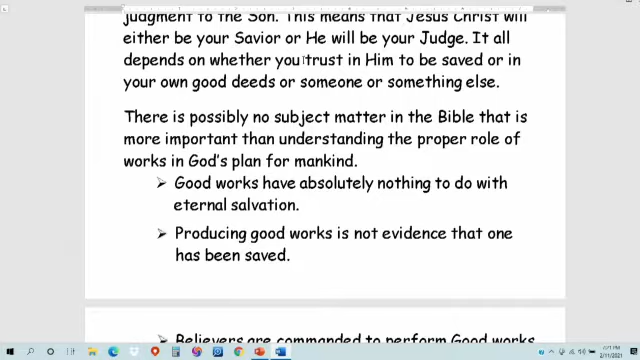 judgment to the Son. This means that Jesus Christ will
either be your Savior or He will be your Judge. It all
depends on whether you trust in Him to be saved or in
your own good deeds or someone or something else.
There is possibly no subject matter in the Bible that is
more important than understanding the proper role of
works in God's plan for mankind.
➢ Good works have absolutely nothing to do with
eternal salvation.
➢ Producing good works is not evidence that one
has been saved.
➢ Believers are commanded to perform Good works
2/11/2021